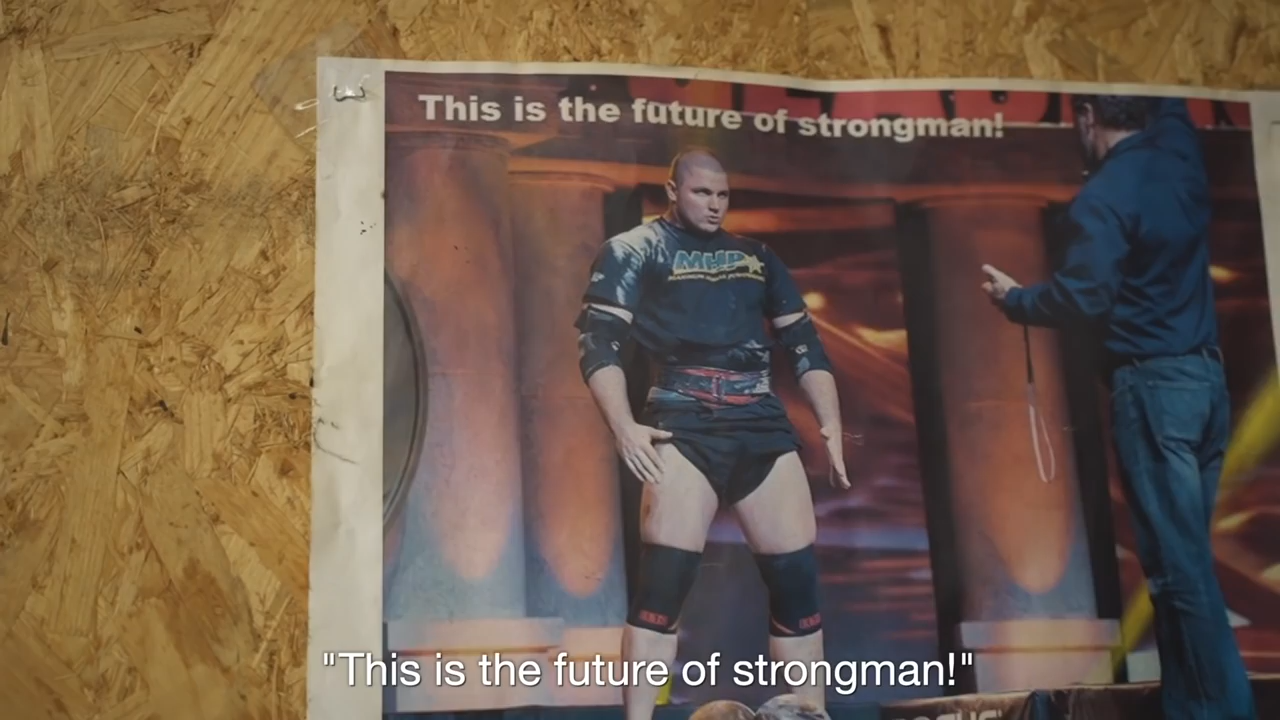 This is the future of strongman!
MHP
"This is the future of strongman!"